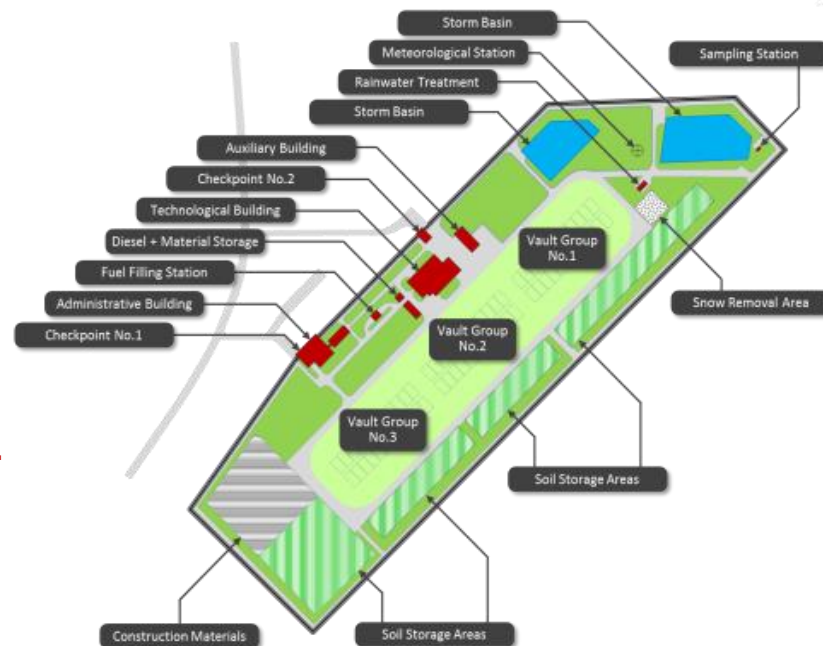 Storm Basin
Meteorological Station
Sampling Station
Rainwater Treatment
Storm Basin
Auxiliary Building
Checkpoint No.2
Technological Building
Diesel + Material Storage
Fuel Filling Station
Administrative Building
Checkpoint No.1
Vault Group
No.1
Snow Removal Area
Vault Group
No.2
Vault Group
No.3
Soil Storage Areas
Construction Materials
Soil Storage Areas